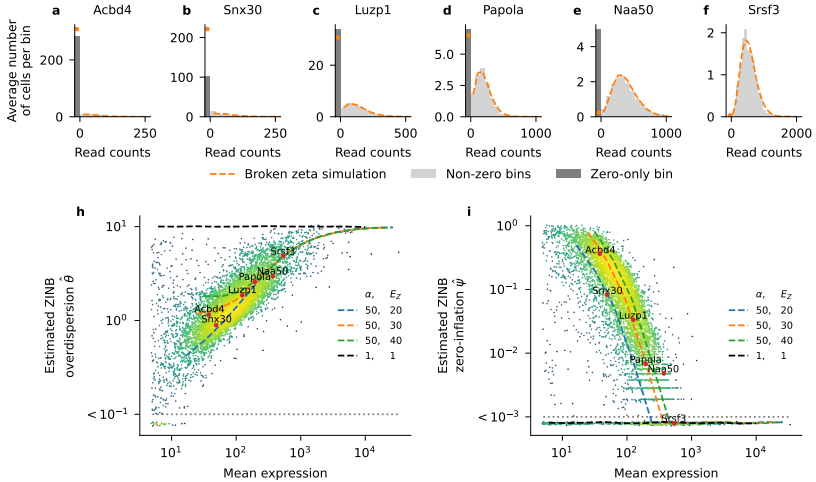 a Acbd4
b Snx30
c Luzp1
d Papola
e Naa50
f Srsf3
Average number
of cells per bin
200
0
0 250
200
100
0
0 250
20
0
0 500
5.0
2.5
0.0
0 1000
4
2
0
0 1000
2
1
0
0 2000
Read counts
Read counts
Read counts
Read counts
Read counts
Read counts
Broken zeta simulation
Non-zero bins
Zero-only bin
h
Estimated ZINB
overdispersion θ̂
10¹
10⁰
< 10⁻¹
10¹ 10² 10³ 10⁴
Mean expression
Srsf3
Naa50
Papola
Luzp1
Acbd4
Snx30
α, E_Z
50, 20
50, 30
50, 40
1, 1
i
Estimated ZINB
zero-inflation ψ̂
10⁰
10⁻¹
10⁻²
< 10⁻³
10¹ 10² 10³ 10⁴
Mean expression
Acbd4
Snx30
Luzp1
Papola
Naa50
Srsf3
α, E_Z
50, 20
50, 30
50, 40
1, 1